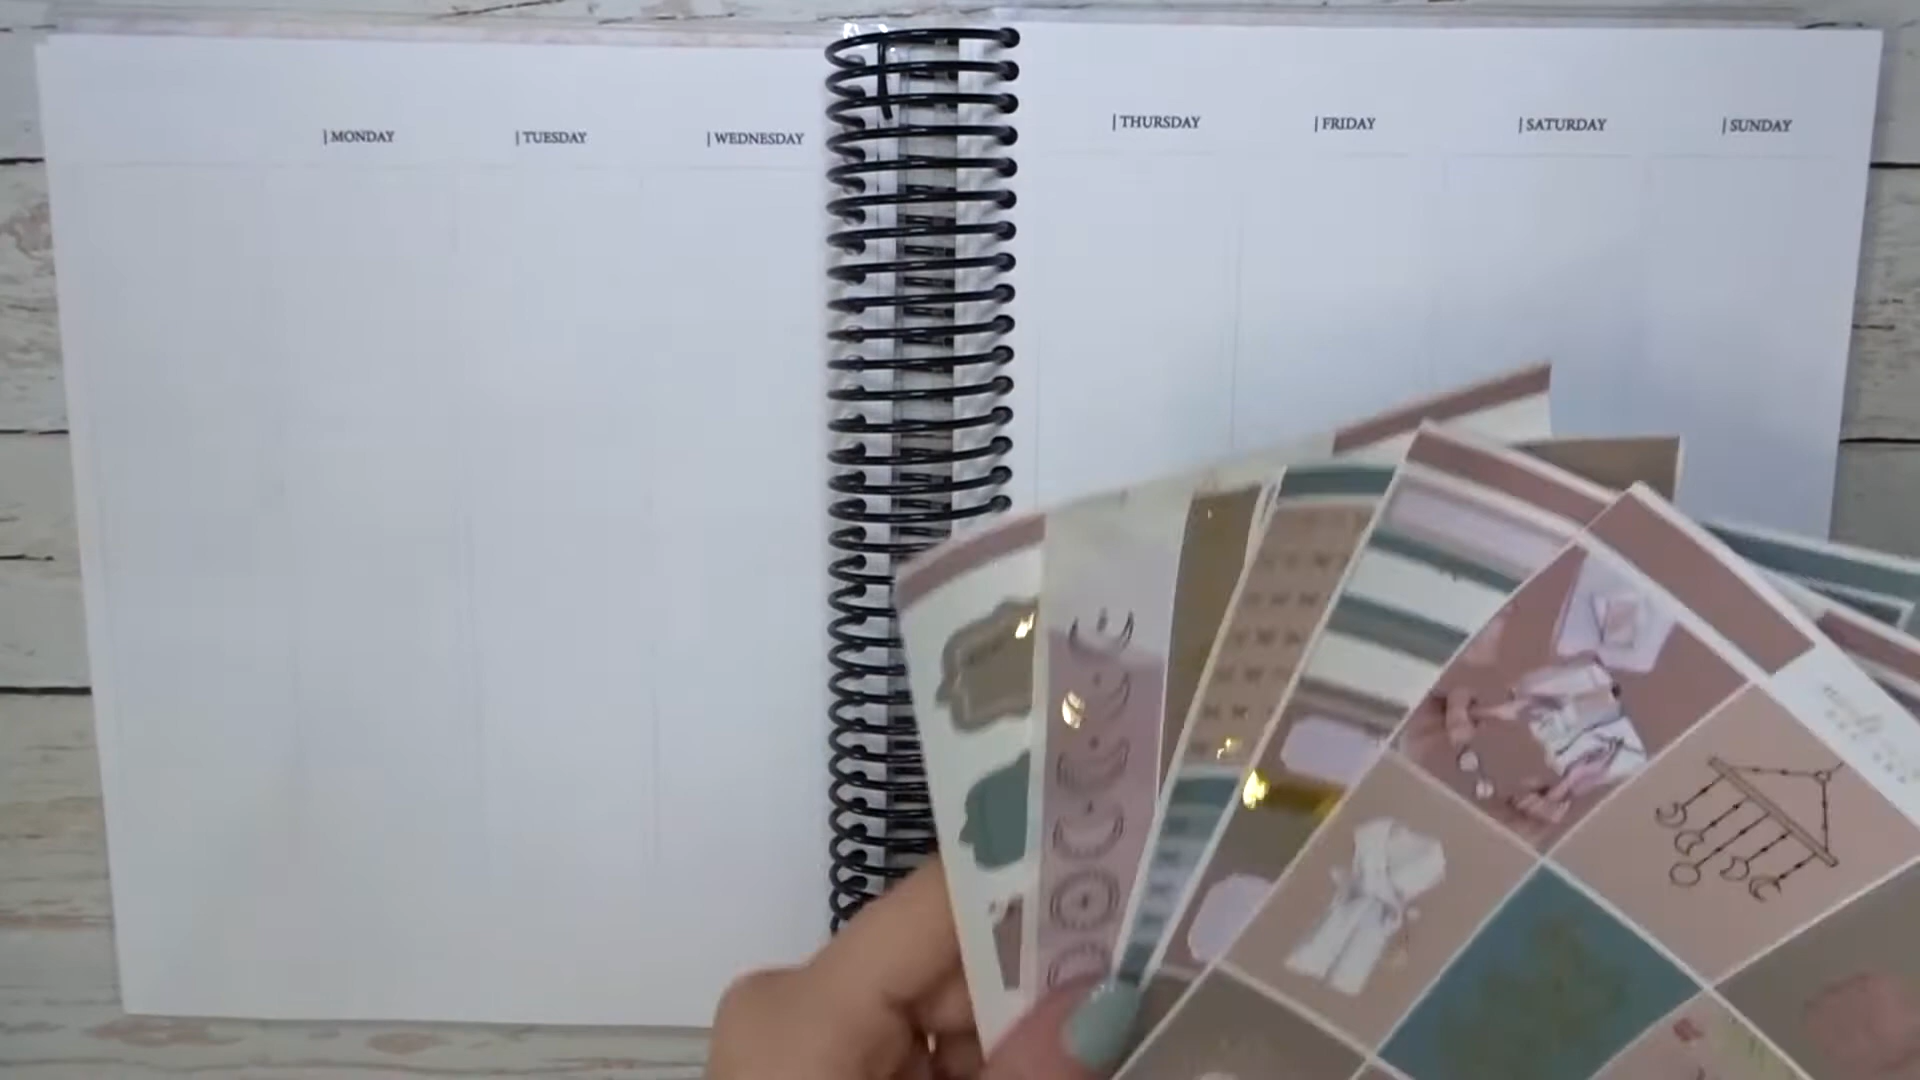 | MONDAY
| TUESDAY
| WEDNESDAY
| THURSDAY
| FRIDAY
| SATURDAY
| SUNDAY